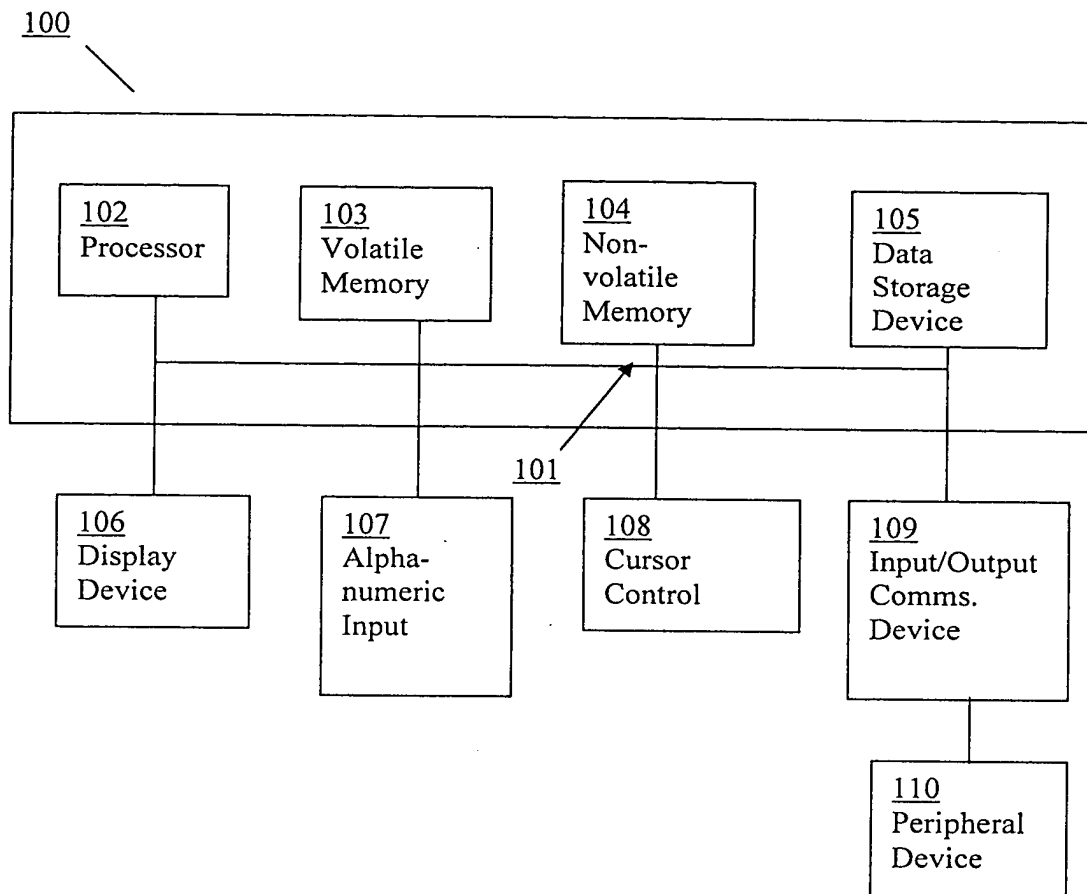 100
102
Processor
103
Volatile
Memory
104
Non-
volatile
Memory
105
Data
Storage
Device
101
106
Display
Device
107
Alpha-
numeric
Input
108
Cursor
Control
109
Input/Output
Comms.
Device
110
Peripheral
Device